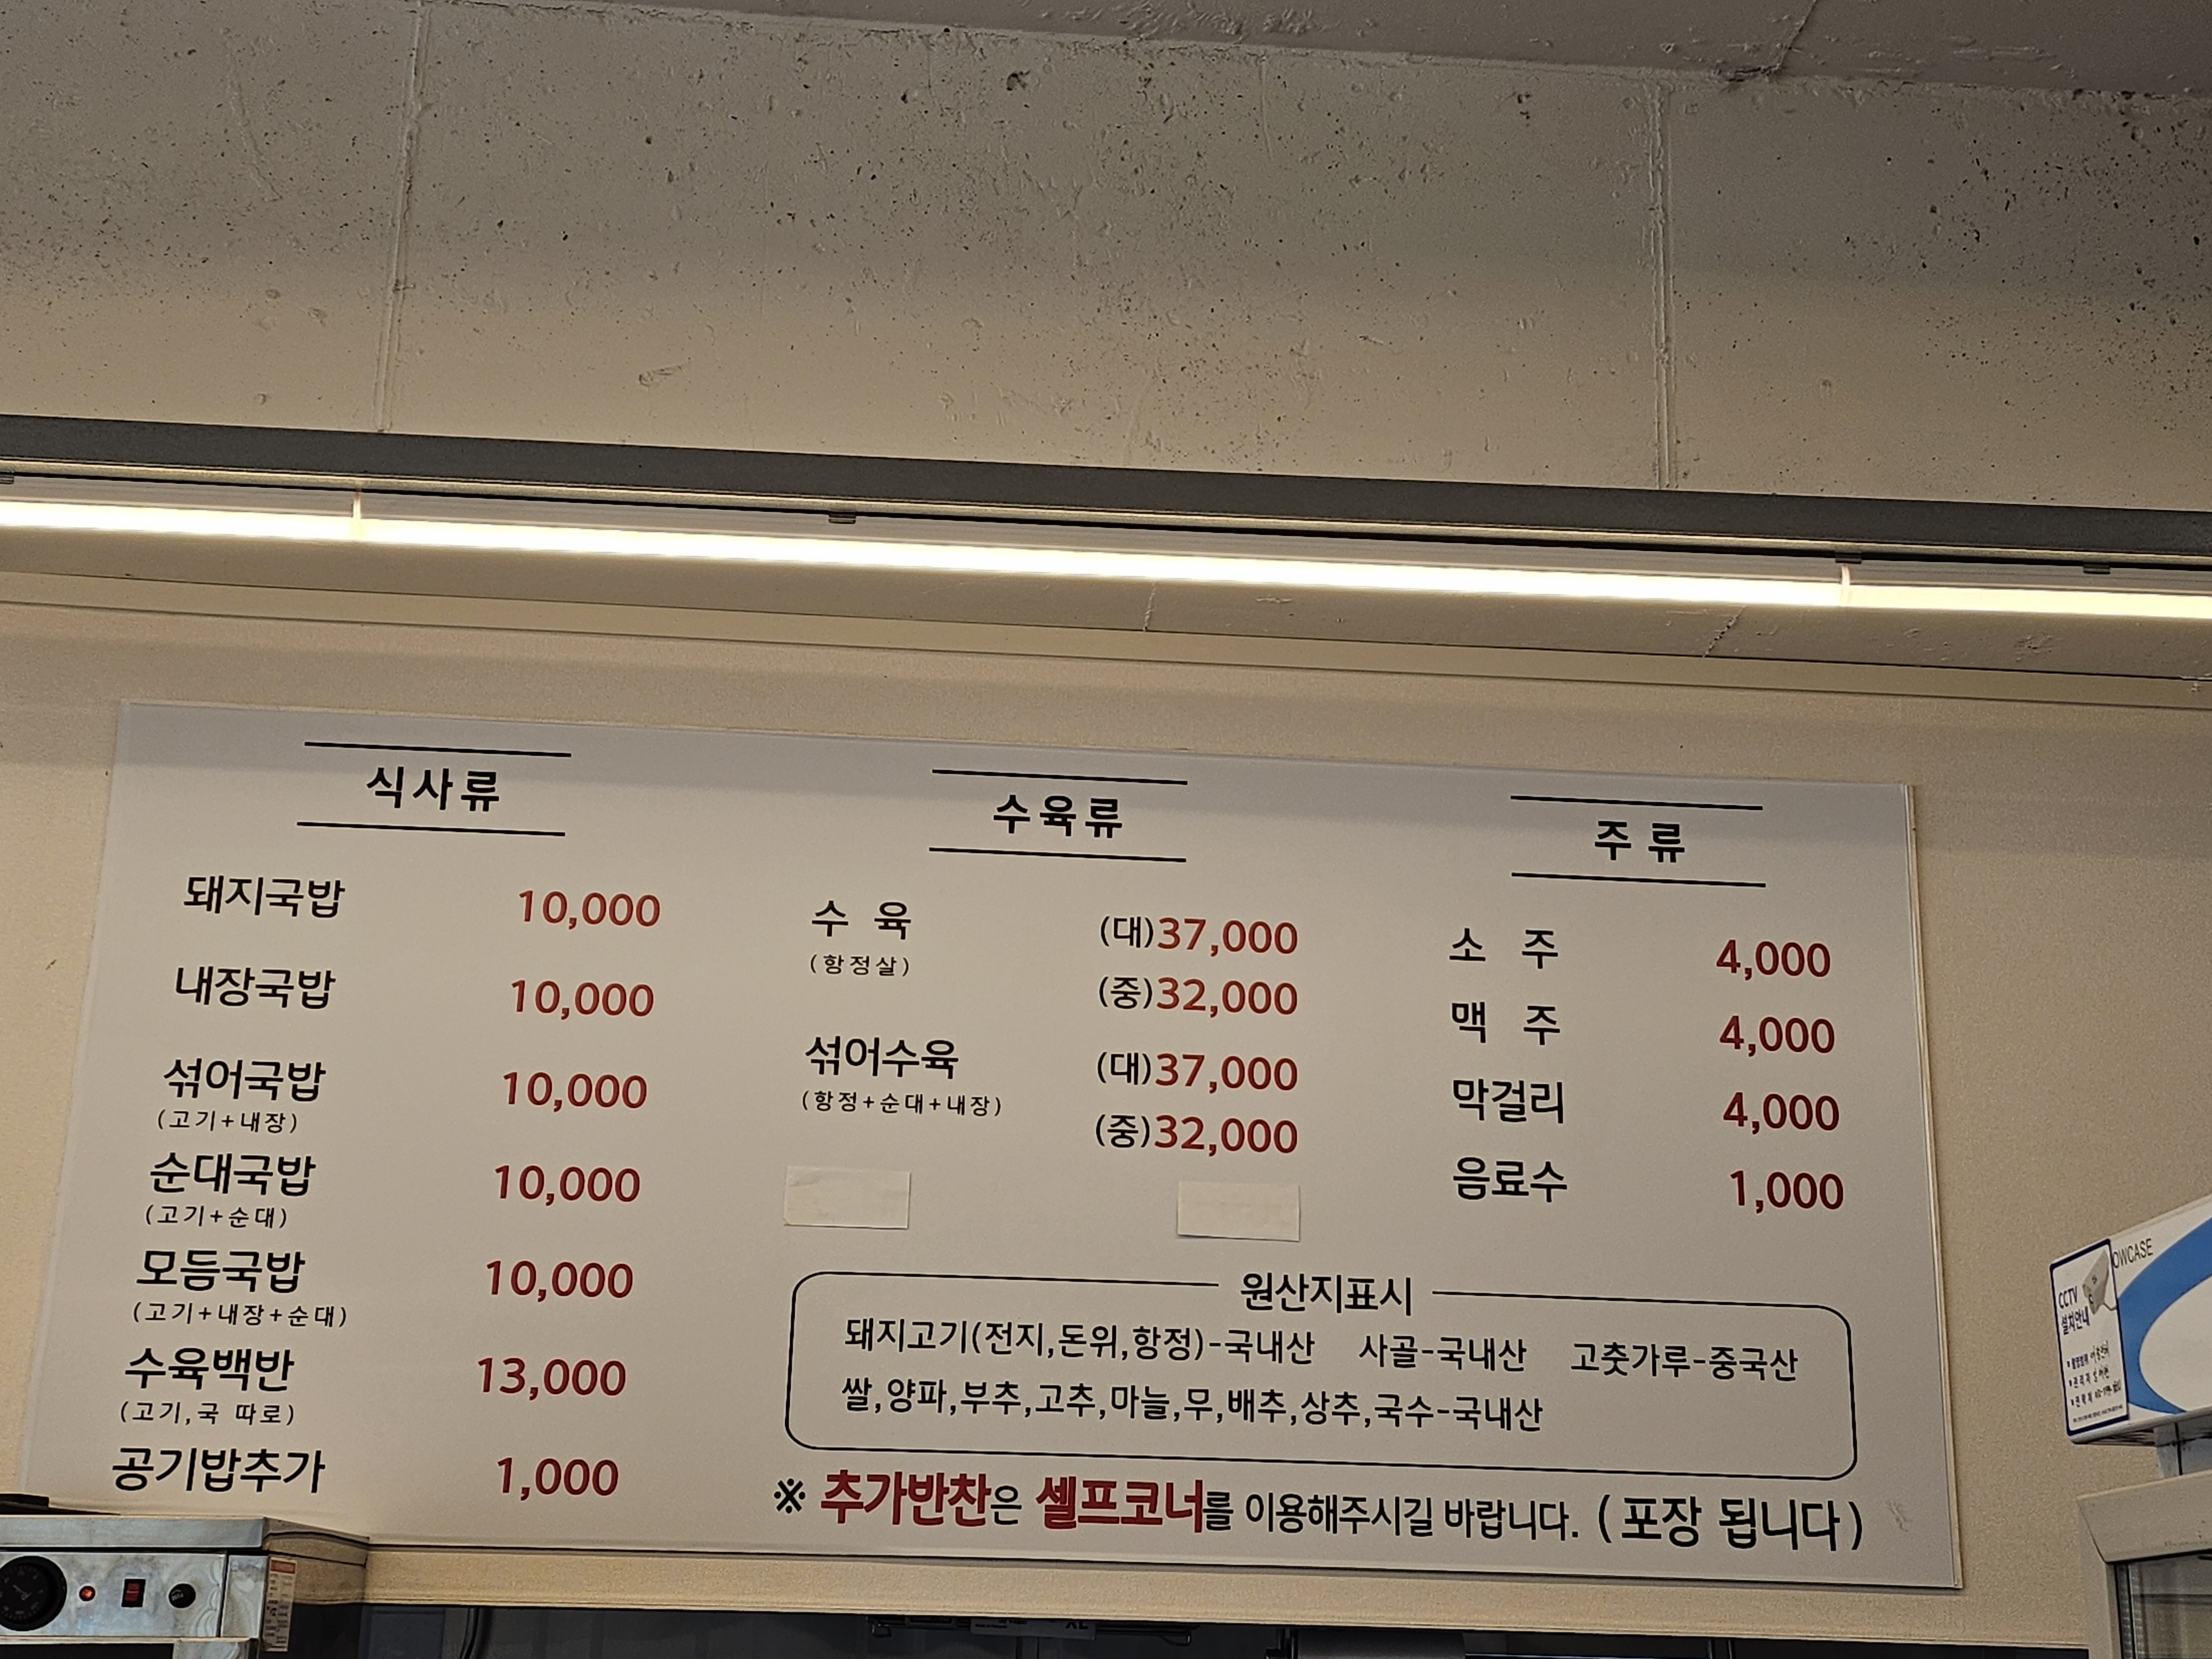 식사류
돼지국밥 10,000
내장국밥 10,000
섞어국밥 10,000
(고기+내장)
순대국밥 10,000
(고기+순대)
모듬국밥 10,000
(고기+내장+순대)
수육백반 13,000
(고기,국 따로)
공기밥추가 1,000
수육류
수 육 (대)37,000
(항정살)
(중)32,000
섞어수육 (대)37,000
(항정+순대+내장)
(중)32,000
주 류
소 주 4,000
맥 주 4,000
막걸리 4,000
음료수 1,000
원산지표시
돼지고기(전지,돈위,항정)-국내산 사골-국내산 고춧가루-중국산
쌀,양파,부추,고추,마늘,무,배추,상추,국수-국내산
※ 추가반찬은 셀프코너를 이용해주시길 바랍니다. (포장 됩니다)
OWCASE
CCTV
설치안내